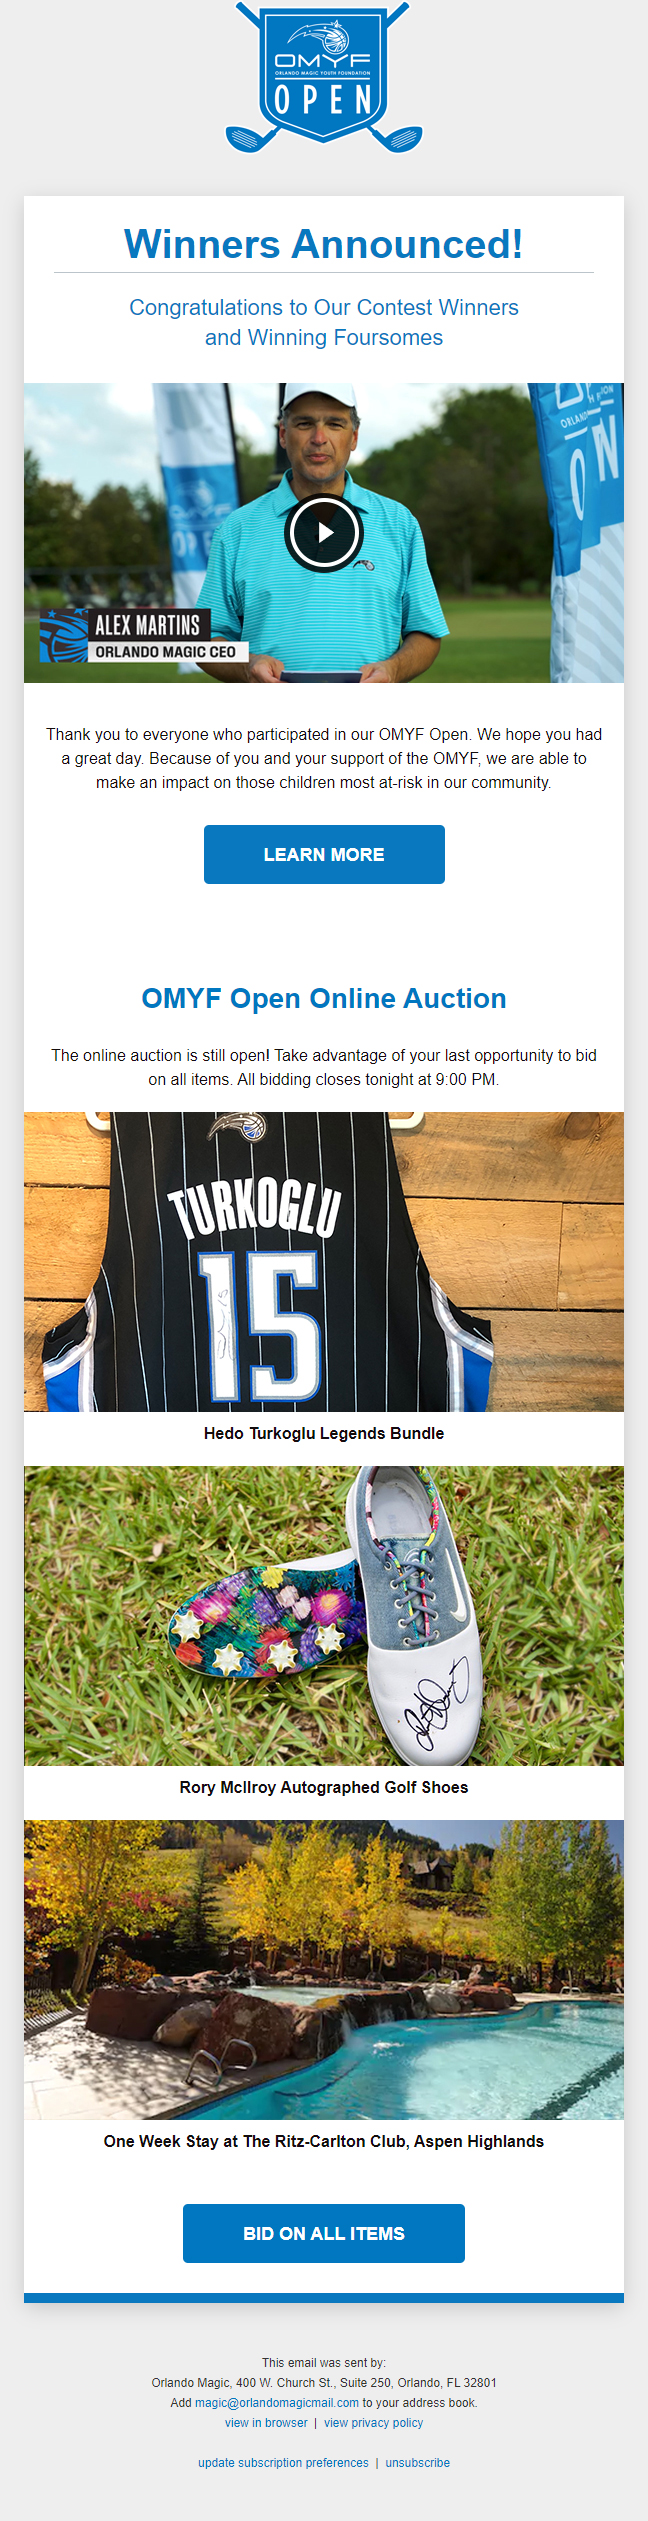 OMYF
ORLANDO MAGIC YOUTH FOUNDATION
OPEN
Winners Announced!
Congratulations to Our Contest Winners
and Winning Foursomes
ORLANDO
OP
ALEX MARTINS
ORLANDO MAGIC CEO
Thank you to everyone who participated in our OMYF Open. We hope you had
a great day. Because of you and your support of the OMYF, we are able to
make an impact on those children most at-risk in our community.
LEARN MORE
OMYF Open Online Auction
The online auction is still open! Take advantage of your last opportunity to bid
on all items. All bidding closes tonight at 9:00 PM.
TURKOGLU
15
Hedo Turkoglu Legends Bundle
Rory McIlroy Autographed Golf Shoes
One Week Stay at The Ritz-Carlton Club, Aspen Highlands
BID ON ALL ITEMS
This email was sent by:
Orlando Magic, 400 W. Church St., Suite 250, Orlando, FL 32801
Add magic@orlandomagicmail.com to your address book.
view in browser | view privacy policy
update subscription preferences | unsubscribe